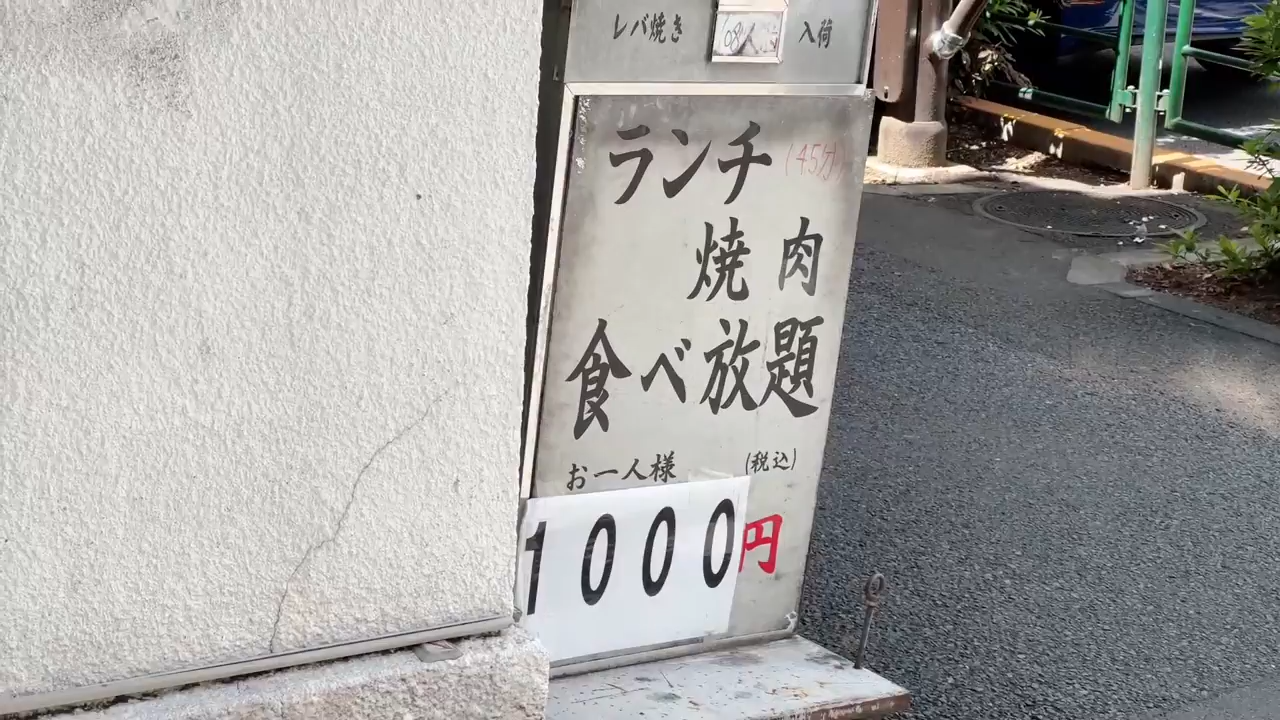 レバ焼き 入荷
ランチ (45分)
焼肉
食べ放題
お一人様 (税込)
1000円